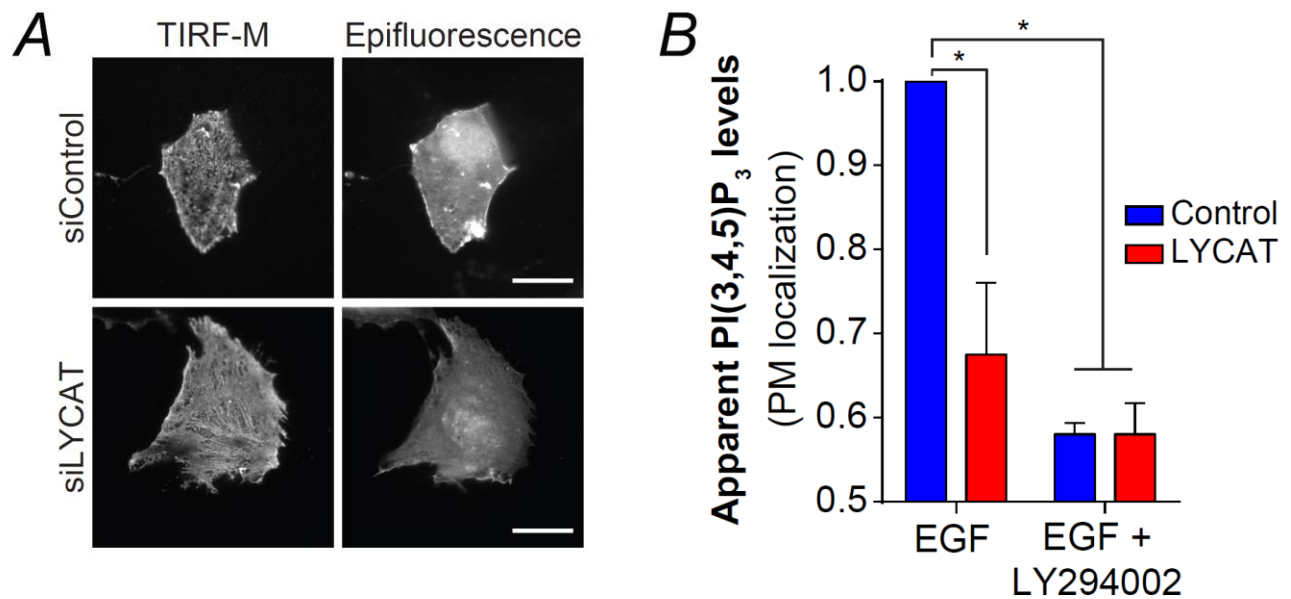 A
TIRF-M Epifluorescence
siControl
siLYCAT
B
Apparent PI(3,4,5)P3 levels
(PM localization)
*
*
1.0
0.9
0.8
0.7
0.6
0.5
Control
LYCAT
EGF
EGF +
LY294002